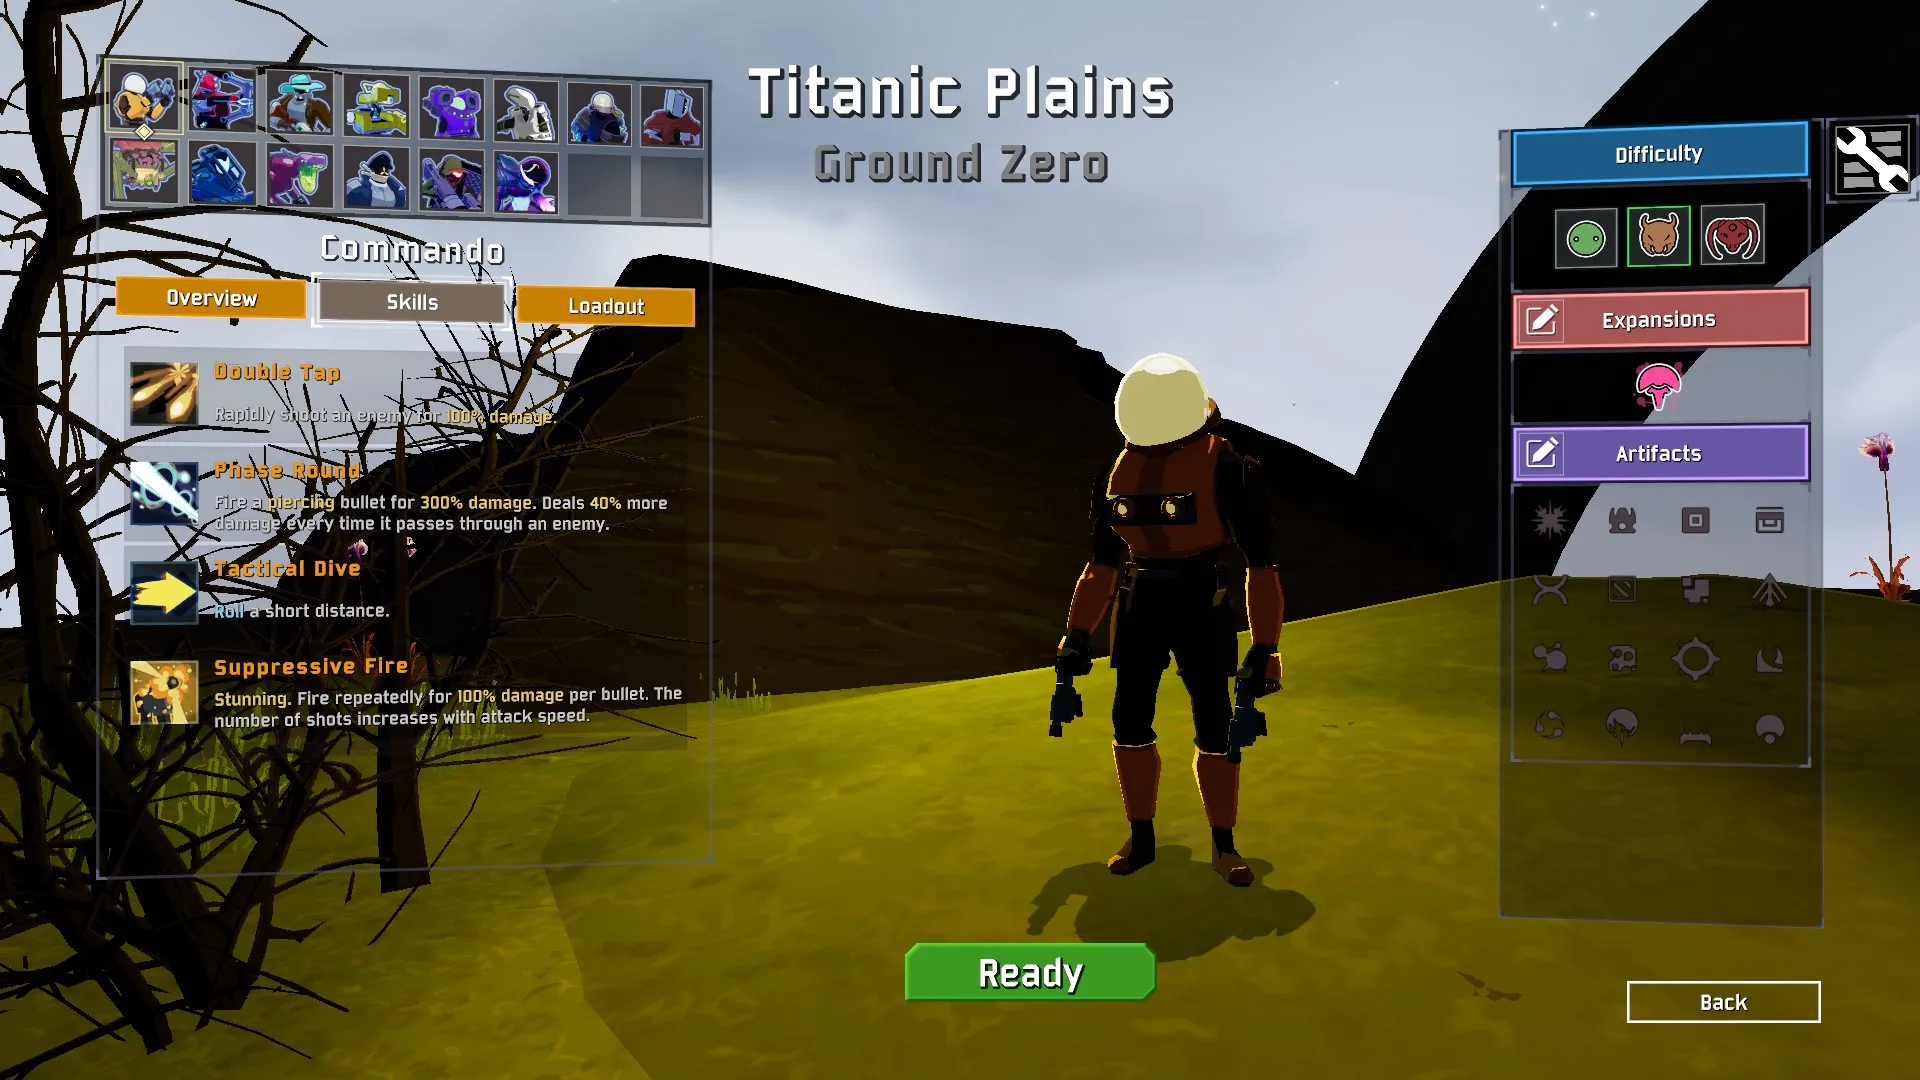 Titanic Plains
Ground Zero
Commando
Overview
Skills
Loadout
Double Tap
Rapidly shoot an enemy for 100% damage.
Phase Round
Fire a piercing bullet for 300% damage. Deals 40% more
damage every time it passes through an enemy.
Tactical Dive
Roll a short distance.
Suppressive Fire
Stunning. Fire repeatedly for 100% damage per bullet. The
number of shots increases with attack speed.
Difficulty
Expansions
Artifacts
Ready
Back